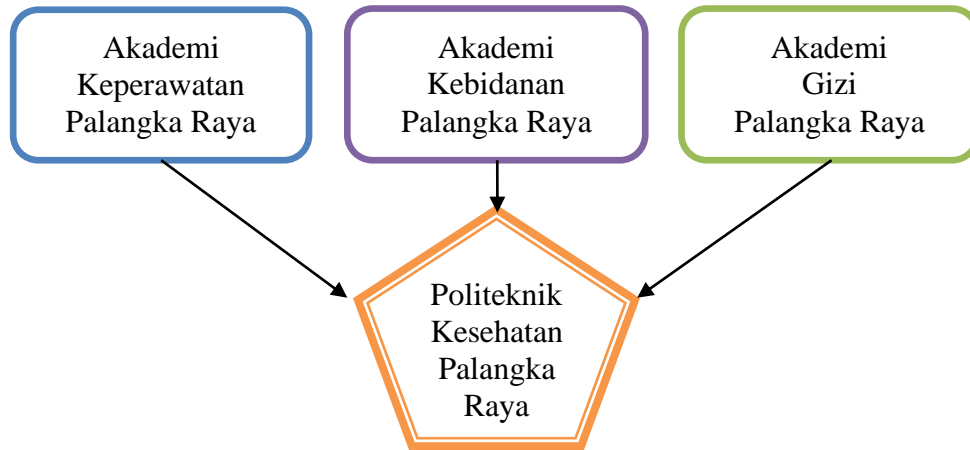 Akademi
Keperawatan
Palangka Raya
Akademi
Kebidanan
Palangka Raya
Akademi
Gizi
Palangka Raya
Politeknik
Kesehatan
Palangka
Raya